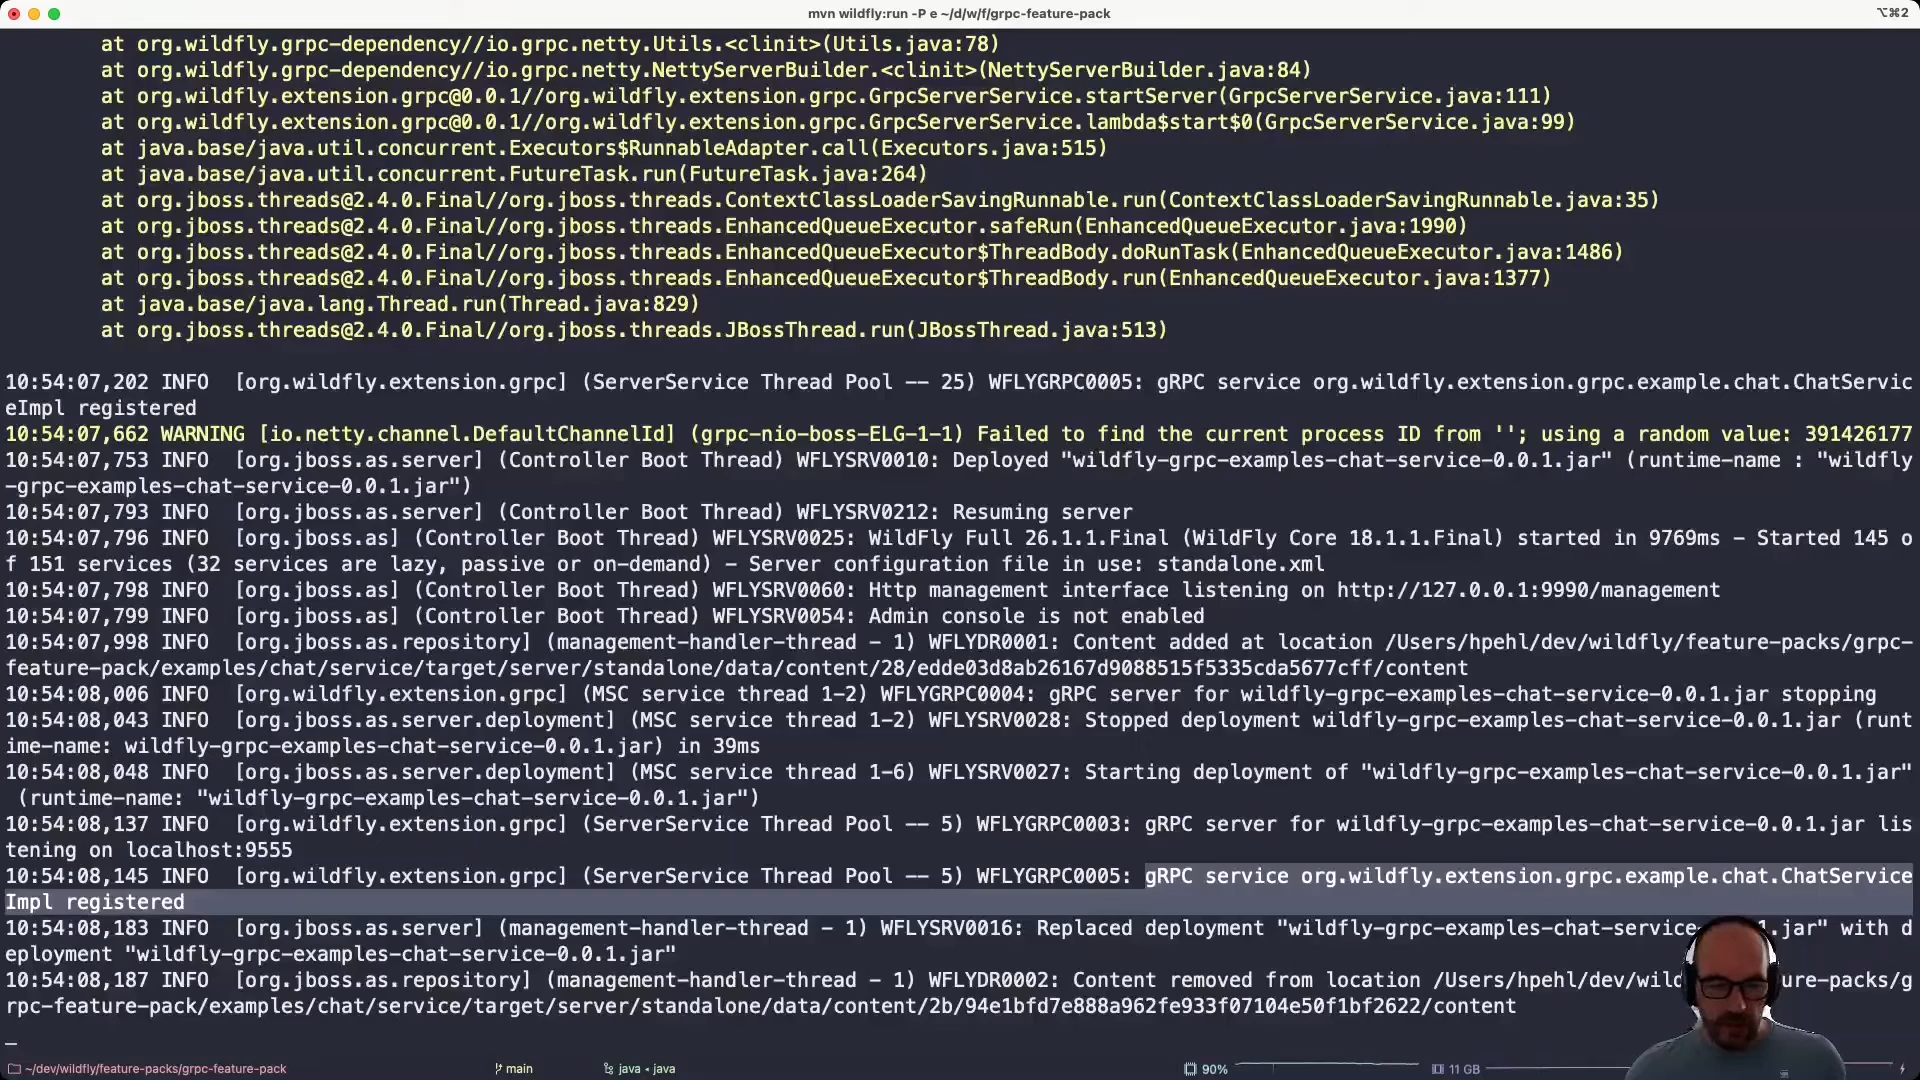 mvn wildfly:run -P e ~/d/w/f/grpc-feature-pack
⌥⌘2
at org.wildfly.grpc-dependency//io.grpc.netty.Utils.<clinit>(Utils.java:78)
at org.wildfly.grpc-dependency//io.grpc.netty.NettyServerBuilder.<clinit>(NettyServerBuilder.java:84)
at org.wildfly.extension.grpc@0.0.1//org.wildfly.extension.grpc.GrpcServerService.startServer(GrpcServerService.java:111)
at org.wildfly.extension.grpc@0.0.1//org.wildfly.extension.grpc.GrpcServerService.lambda$start$0(GrpcServerService.java:99)
at java.base/java.util.concurrent.Executors$RunnableAdapter.call(Executors.java:515)
at java.base/java.util.concurrent.FutureTask.run(FutureTask.java:264)
at org.jboss.threads@2.4.0.Final//org.jboss.threads.ContextClassLoaderSavingRunnable.run(ContextClassLoaderSavingRunnable.java:35)
at org.jboss.threads@2.4.0.Final//org.jboss.threads.EnhancedQueueExecutor.safeRun(EnhancedQueueExecutor.java:1990)
at org.jboss.threads@2.4.0.Final//org.jboss.threads.EnhancedQueueExecutor$ThreadBody.doRunTask(EnhancedQueueExecutor.java:1486)
at org.jboss.threads@2.4.0.Final//org.jboss.threads.EnhancedQueueExecutor$ThreadBody.run(EnhancedQueueExecutor.java:1377)
at java.base/java.lang.Thread.run(Thread.java:829)
at org.jboss.threads@2.4.0.Final//org.jboss.threads.JBossThread.run(JBossThread.java:513)
10:54:07,202 INFO  [org.wildfly.extension.grpc] (ServerService Thread Pool -- 25) WFLYGRPC0005: gRPC service org.wildfly.extension.grpc.example.chat.ChatServic
eImpl registered
10:54:07,662 WARNING [io.netty.channel.DefaultChannelId] (grpc-nio-boss-ELG-1-1) Failed to find the current process ID from ''; using a random value: 391426177
10:54:07,753 INFO  [org.jboss.as.server] (Controller Boot Thread) WFLYSRV0010: Deployed "wildfly-grpc-examples-chat-service-0.0.1.jar" (runtime-name : "wildfly
-grpc-examples-chat-service-0.0.1.jar")
10:54:07,793 INFO  [org.jboss.as.server] (Controller Boot Thread) WFLYSRV0212: Resuming server
10:54:07,796 INFO  [org.jboss.as] (Controller Boot Thread) WFLYSRV0025: WildFly Full 26.1.1.Final (WildFly Core 18.1.1.Final) started in 9769ms - Started 145 o
f 151 services (32 services are lazy, passive or on-demand) - Server configuration file in use: standalone.xml
10:54:07,798 INFO  [org.jboss.as] (Controller Boot Thread) WFLYSRV0060: Http management interface listening on http://127.0.0.1:9990/management
10:54:07,799 INFO  [org.jboss.as] (Controller Boot Thread) WFLYSRV0054: Admin console is not enabled
10:54:07,998 INFO  [org.jboss.as.repository] (management-handler-thread - 1) WFLYDR0001: Content added at location /Users/hpehl/dev/wildfly/feature-packs/grpc-
feature-pack/examples/chat/service/target/server/standalone/data/content/28/edde03d8ab26167d9088515f5335cda5677cff/content
10:54:08,006 INFO  [org.wildfly.extension.grpc] (MSC service thread 1-2) WFLYGRPC0004: gRPC server for wildfly-grpc-examples-chat-service-0.0.1.jar stopping
10:54:08,043 INFO  [org.jboss.as.server.deployment] (MSC service thread 1-2) WFLYSRV0028: Stopped deployment wildfly-grpc-examples-chat-service-0.0.1.jar (runt
ime-name: wildfly-grpc-examples-chat-service-0.0.1.jar) in 39ms
10:54:08,048 INFO  [org.jboss.as.server.deployment] (MSC service thread 1-6) WFLYSRV0027: Starting deployment of "wildfly-grpc-examples-chat-service-0.0.1.jar"
(runtime-name: "wildfly-grpc-examples-chat-service-0.0.1.jar")
10:54:08,137 INFO  [org.wildfly.extension.grpc] (ServerService Thread Pool -- 5) WFLYGRPC0003: gRPC server for wildfly-grpc-examples-chat-service-0.0.1.jar lis
tening on localhost:9555
10:54:08,145 INFO  [org.wildfly.extension.grpc] (ServerService Thread Pool -- 5) WFLYGRPC0005: gRPC service org.wildfly.extension.grpc.example.chat.ChatService
Impl registered
10:54:08,183 INFO  [org.jboss.as.server] (management-handler-thread - 1) WFLYSRV0016: Replaced deployment "wildfly-grpc-examples-chat-service- .1.jar" with d
eployment "wildfly-grpc-examples-chat-service-0.0.1.jar"
10:54:08,187 INFO  [org.jboss.as.repository] (management-handler-thread - 1) WFLYDR0002: Content removed from location /Users/hpehl/dev/wild ure-packs/g
rpc-feature-pack/examples/chat/service/target/server/standalone/data/content/2b/94e1bfd7e888a962fe933f07104e50f1bf2622/content
~/dev/wildfly/feature-packs/grpc-feature-pack
main
java ‹ java
90%
11 GB